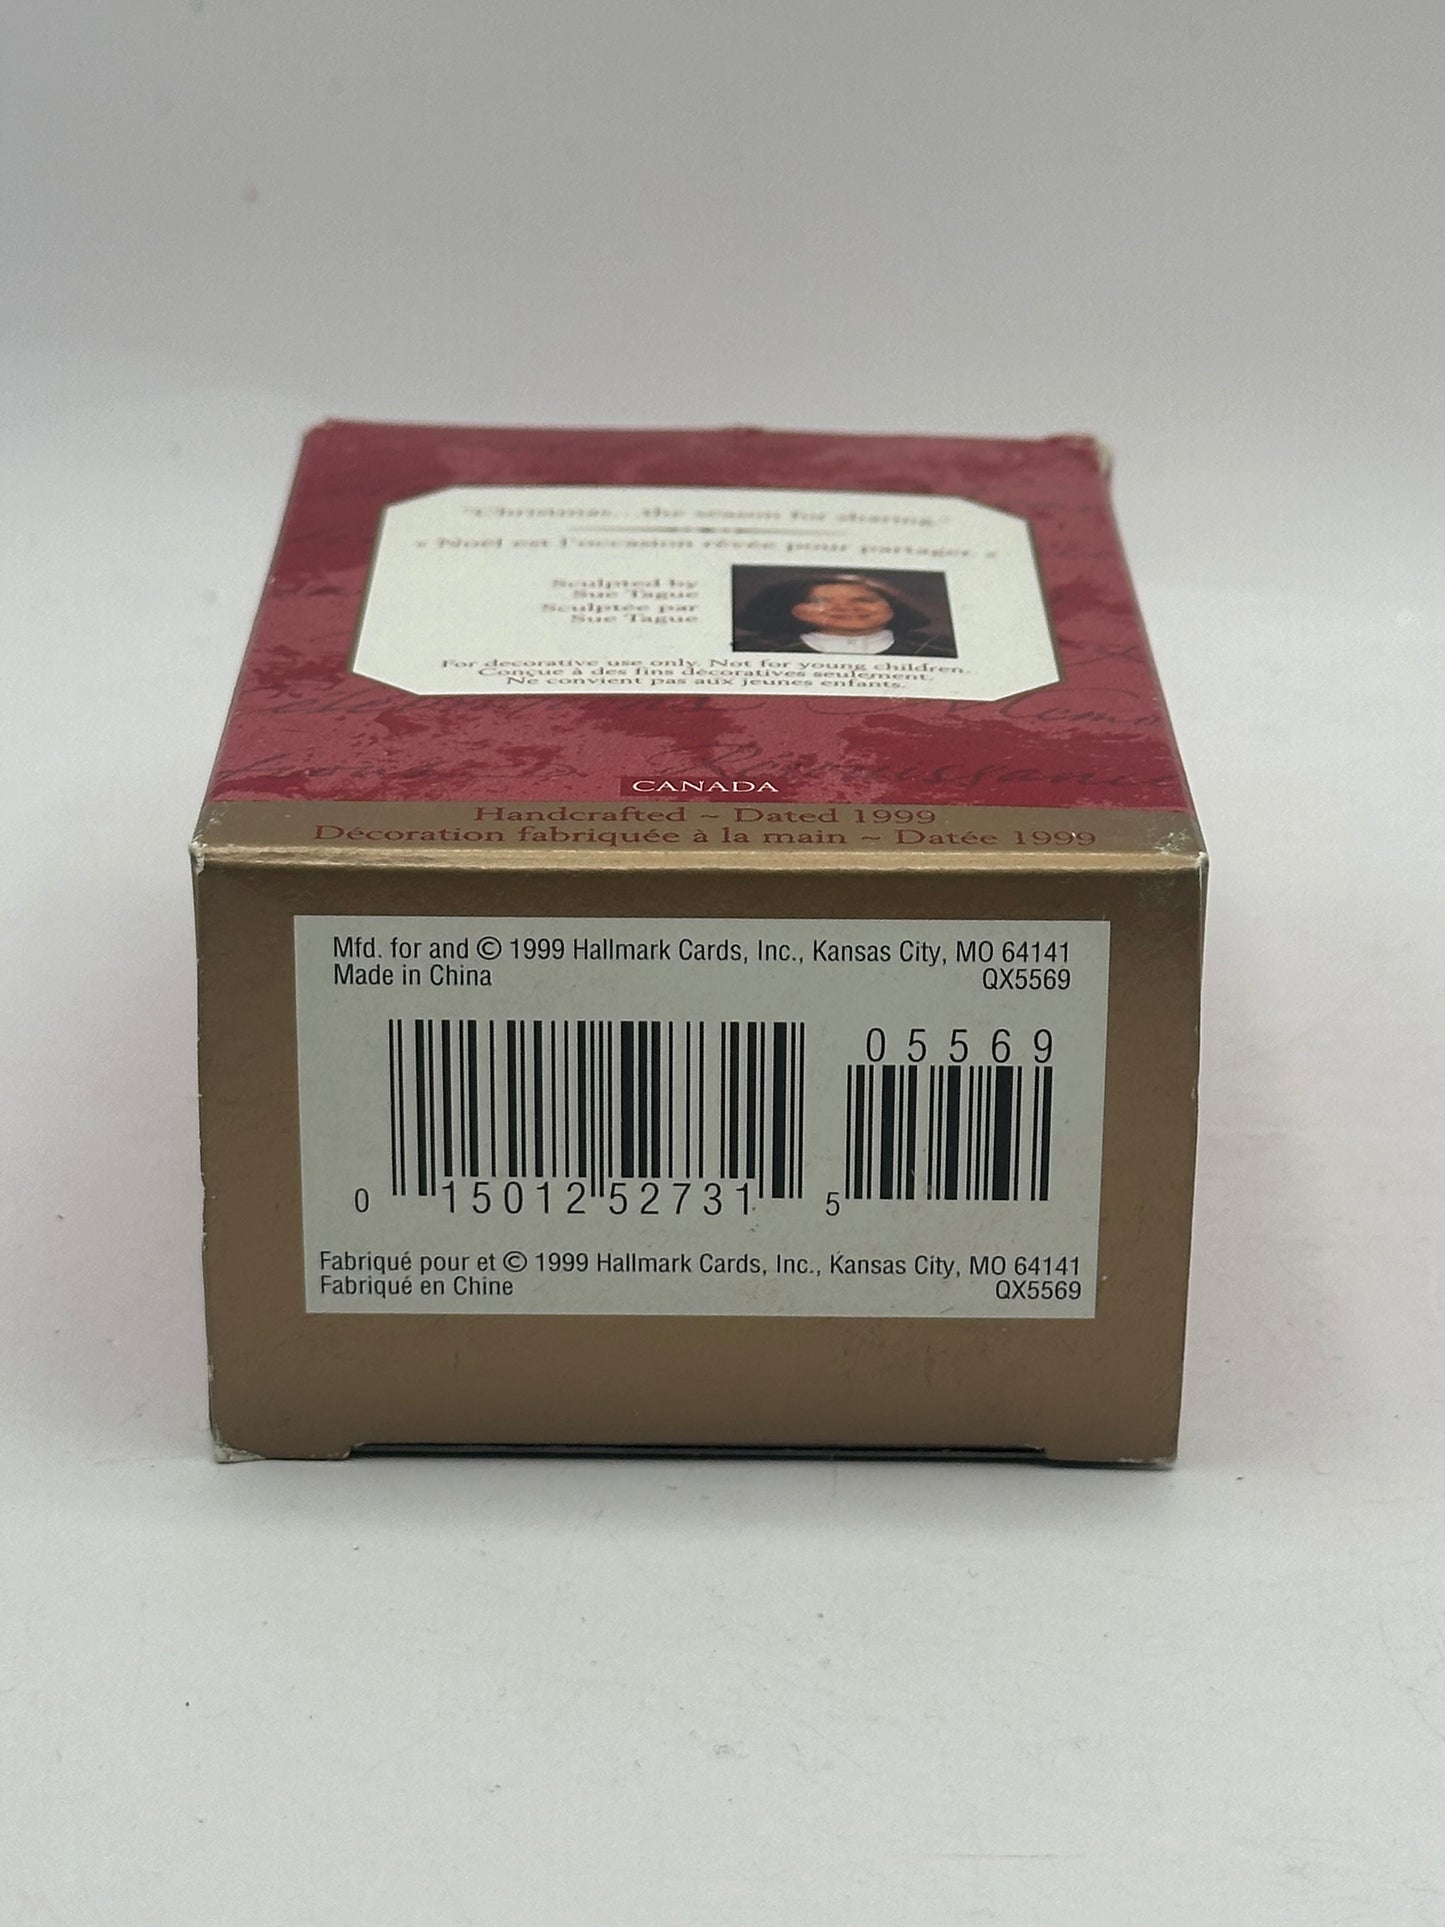 "Christmas...the season for sharing."
« Noël est l'occasion rêvée pour partager. »
Sculpted by
Sue Tague
Sculptée par
Sue Tague
For decorative use only. Not for young children.
Conçue à des fins décoratives seulement.
Ne convient pas aux jeunes enfants.
CANADA
Handcrafted ~ Dated 1999
Décoration fabriquée à la main ~ Datée 1999
Mfd. for and © 1999 Hallmark Cards, Inc., Kansas City, MO 64141
Made in China QX5569
05569
0 15012 52731 5
Fabriqué pour et © 1999 Hallmark Cards, Inc., Kansas City, MO 64141
Fabriqué en Chine QX5569